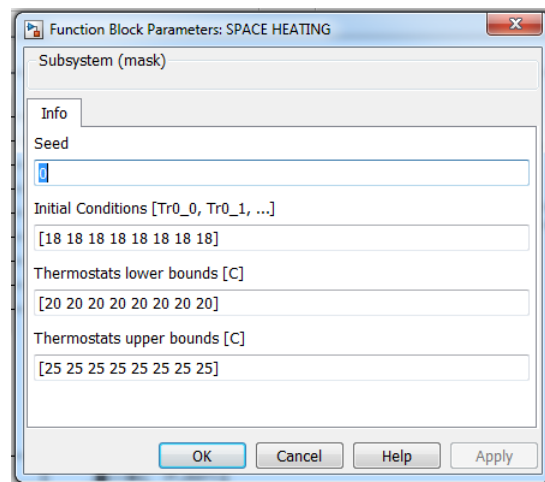 Function Block Parameters: SPACE HEATING
Subsystem (mask)
Info
Seed
0
Initial Conditions [Tr0_0, Tr0_1, ...]
[18 18 18 18 18 18 18 18]
Thermostats lower bounds [C]
[20 20 20 20 20 20 20 20]
Thermostats upper bounds [C]
[25 25 25 25 25 25 25 25]
OK Cancel Help Apply